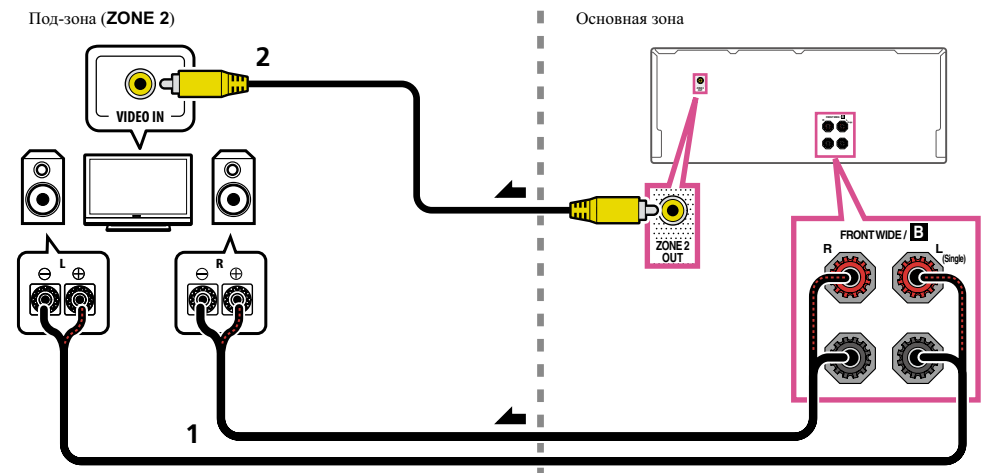 Под-зона (ZONE 2)
Основная зона
2
VIDEO IN
ZONE 2
OUT
FRONT WIDE / B
R
L
(Single)
L
⊖ ⊕
R
⊖ ⊕
1